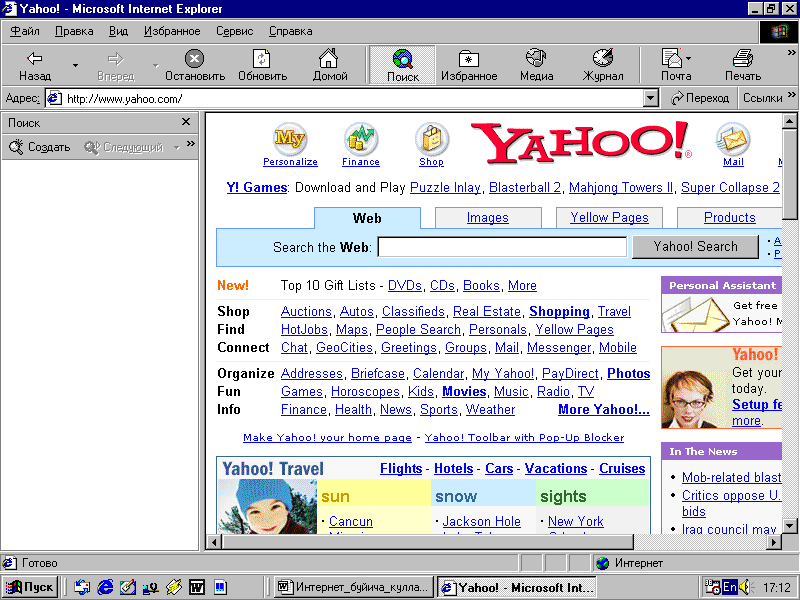 Yahoo! - Microsoft Internet Explorer
Файл Правка Вид Избранное Сервис Справка
Назад Вперед Остановить Обновить Домой Поиск Избранное Медиа Журнал Почта Печать »
Адрес: http://www.yahoo.com/ Переход Ссылки »
Поиск
Создать Следующий »
My YAHOO! ®
Personalize Finance Shop Mail
Y! Games: Download and Play Puzzle Inlay, Blasterball 2, Mahjong Towers II, Super Collapse 2
Web Images Yellow Pages Products
Search the Web: Yahoo! Search
New! Top 10 Gift Lists - DVDs, CDs, Books, More
Shop Auctions, Autos, Classifieds, Real Estate, Shopping, Travel
Find HotJobs, Maps, People Search, Personals, Yellow Pages
Connect Chat, GeoCities, Greetings, Groups, Mail, Messenger, Mobile
Organize Addresses, Briefcase, Calendar, My Yahoo!, PayDirect, Photos
Fun Games, Horoscopes, Kids, Movies, Music, Radio, TV
Info Finance, Health, News, Sports, Weather More Yahoo!...
Make Yahoo! your home page - Yahoo! Toolbar with Pop-Up Blocker
Personal Assistant
Get free
Yahoo! M
Yahoo!
Get your
today.
Setup fe
more.
In The News
• Mob-related blast
• Critics oppose U.
bids
• Iraq council may
Yahoo! Travel Flights - Hotels - Cars - Vacations - Cruises
sun snow sights
· Cancun · Jackson Hole · New York
Готово Интернет
Пуск Интернет_буйича_кулла... Yahoo! - Microsoft Int... En 17:12